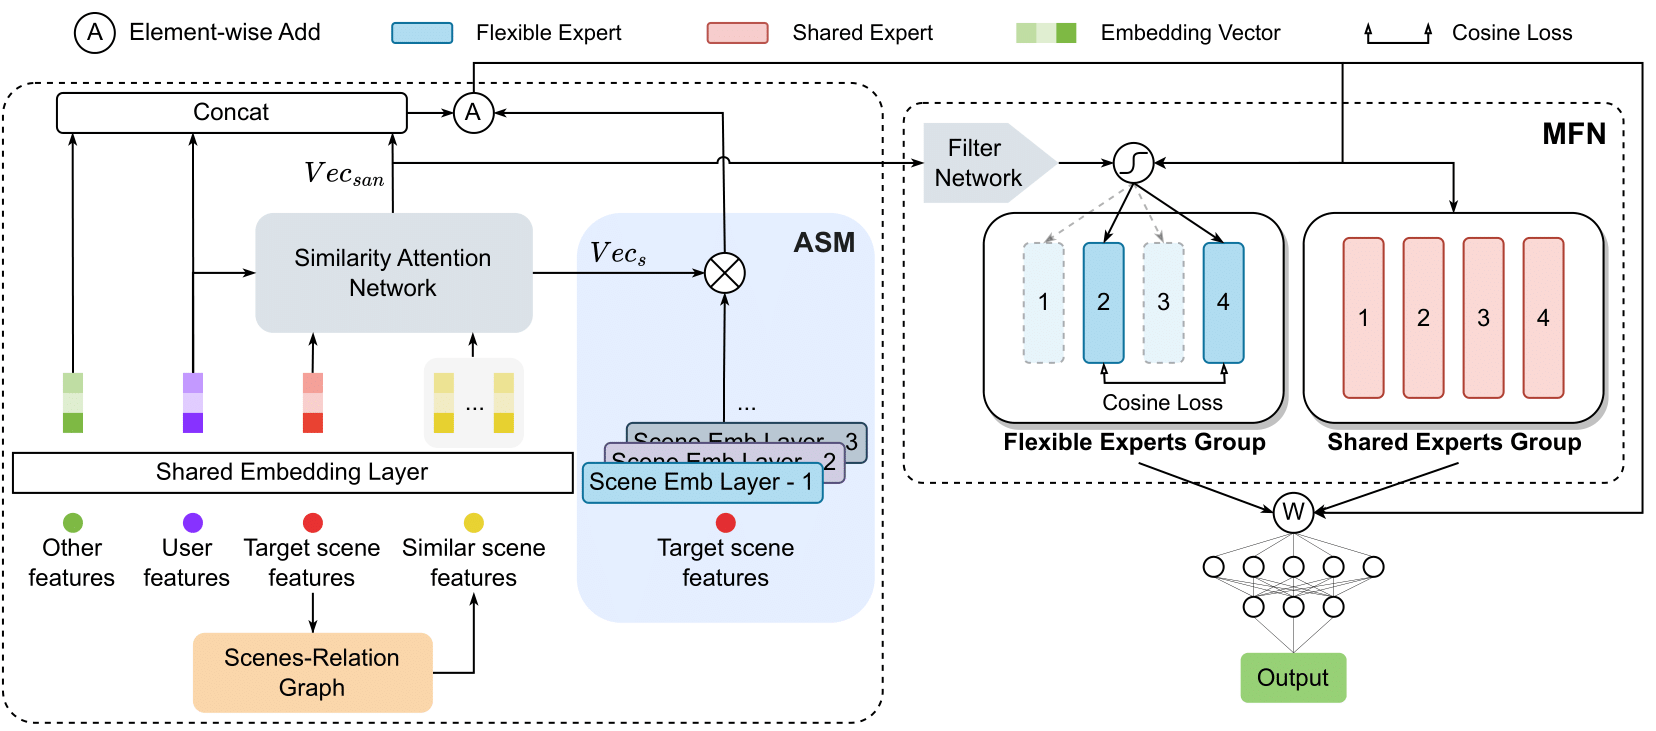 A Element-wise Add
Flexible Expert
Shared Expert
Embedding Vector
Cosine Loss
Concat
A
Vec_san
Similarity Attention
Network
Vec_s
ASM
...
...
Scene Emb Layer - 3
Scene Emb Layer - 2
Scene Emb Layer - 1
Shared Embedding Layer
Other
features
User
features
Target scene
features
Similar scene
features
Target scene
features
Scenes-Relation
Graph
MFN
Filter
Network
1 2 3 4
Cosine Loss
Flexible Experts Group
1 2 3 4
Shared Experts Group
W
Output